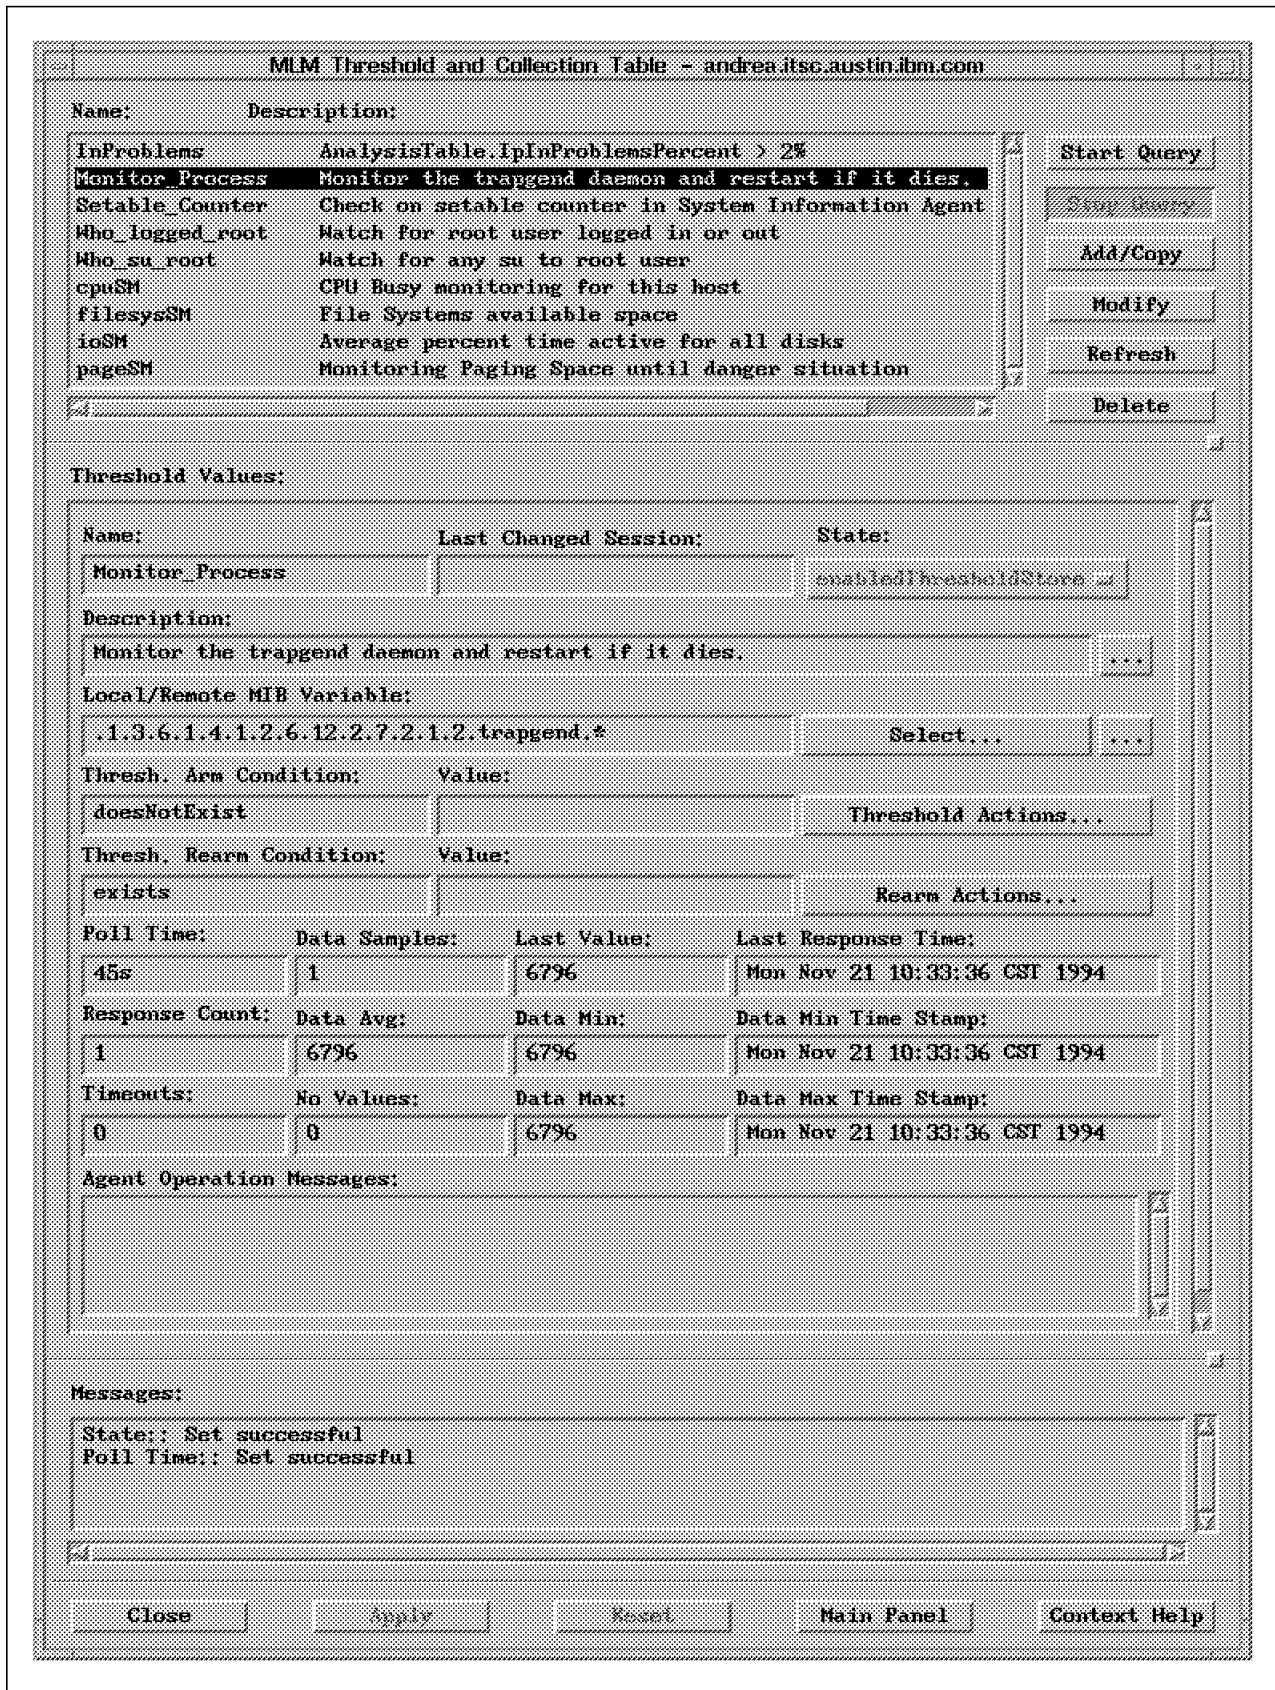 MLM Threshold and Collection Table - andrea.itsc.austin.ibm.com
Name: Description:
InProblems AnalysisTable.IpInProblemsPercent > 2%
Monitor_Process Monitor the trapgend daemon and restart if it dies.
Setable_Counter Check on setable counter in System Information Agent
Who_logged_root Watch for root user logged in or out
Who_su_root Watch for any su to root user
cpuSM CPU Busy monitoring for this host
filesysSM File Systems available space
ioSM Average percent time active for all disks
pageSM Monitoring Paging Space until danger situation
Start Query
Stop Query
Add/Copy
Modify
Refresh
Delete
Threshold Values:
Name: Last Changed Session: State:
Monitor_Process enabledThresholdStore
Description:
Monitor the trapgend daemon and restart if it dies. ...
Local/Remote MIB Variable:
.1.3.6.1.4.1.2.6.12.2.7.2.1.2.trapgend.* Select... ...
Thresh. Arm Condition: Value:
doesNotExist Threshold Actions...
Thresh. Rearm Condition: Value:
exists Rearm Actions...
Poll Time: Data Samples: Last Value: Last Response Time:
45s 1 6796 Mon Nov 21 10:33:36 CST 1994
Response Count: Data Avg: Data Min: Data Min Time Stamp:
1 6796 6796 Mon Nov 21 10:33:36 CST 1994
Timeouts: No Values: Data Max: Data Max Time Stamp:
0 0 6796 Mon Nov 21 10:33:36 CST 1994
Agent Operation Messages:
Messages:
State:: Set successful
Poll Time:: Set successful
Close Apply Reset Main Panel Context Help